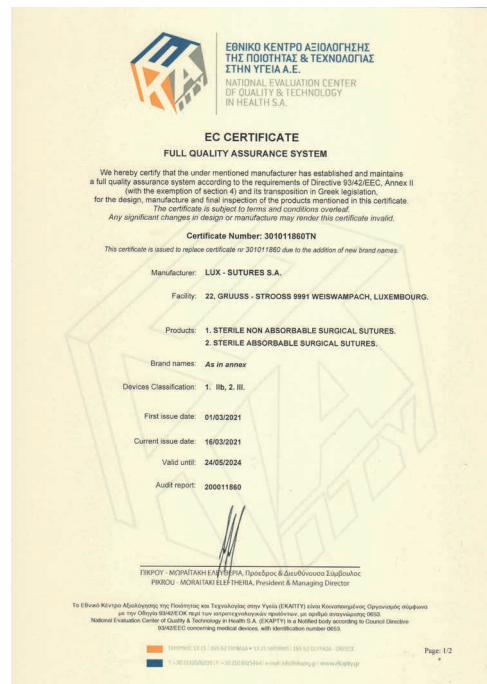 ΕΚΑ
ΕΘΝΙΚΟ ΚΕΝΤΡΟ ΑΞΙΟΛΟΓΗΣΗΣ
ΤΗΣ ΠΟΙΟΤΗΤΑΣ & ΤΕΧΝΟΛΟΓΙΑΣ
ΣΤΗΝ ΥΓΕΙΑ Α.Ε.
NATIONAL EVALUATION CENTER
OF QUALITY & TECHNOLOGY
IN HEALTH S.A.
EC CERTIFICATE
FULL QUALITY ASSURANCE SYSTEM
We hereby certify that the under mentioned manufacturer has established and maintains
a full quality assurance system according to the requirements of Directive 93/42/EEC, Annex II
(with the exemption of section 4) and its transposition in Greek legislation,
for the design, manufacture and final inspection of the products mentioned in this certificate.
The certificate is subject to terms and conditions overleaf.
Any significant changes in design or manufacture may render this certificate invalid.
Certificate Number: 301011860TN
This certificate is issued to replace certificate nr 301011860 due to the addition of new brand names.
Manufacturer: LUX - SUTURES S.A.
Facility: 22, GRUUSS - STROOSS 9991 WEISWAMPACH, LUXEMBOURG.
Products: 1. STERILE NON ABSORBABLE SURGICAL SUTURES.
2. STERILE ABSORBABLE SURGICAL SUTURES.
Brand names: As in annex
Devices Classification: 1. IIb, 2. III.
First issue date: 01/03/2021
Current issue date: 16/03/2021
Valid until: 24/05/2024
Audit report: 200011860
ΠΙΚΡΟΥ - ΜΩΡΑΪΤΑΚΗ ΕΛΕΥΘΕΡΙΑ, Πρόεδρος & Διευθύνουσα Σύμβουλος
PIKROU - MORAITAKI ELEFTHERIA, President & Managing Director
Το Εθνικό Κέντρο Αξιολόγησης της Ποιότητας και Τεχνολογίας στην Υγεία (ΕΚΑΠΤΥ) είναι Κοινοποιημένος Οργανισμός σύμφωνα
με την Οδηγία 93/42/ΕΟΚ περί των ιατροτεχνολογικών προϊόντων, με αριθμό αναγνώρισης 0653.
National Evaluation Center of Quality & Technology in Health S.A. (EKAPTY) is a Notified body according to Council Directive
93/42/EEC concerning medical devices, with identification number 0653.
Page: 1/2